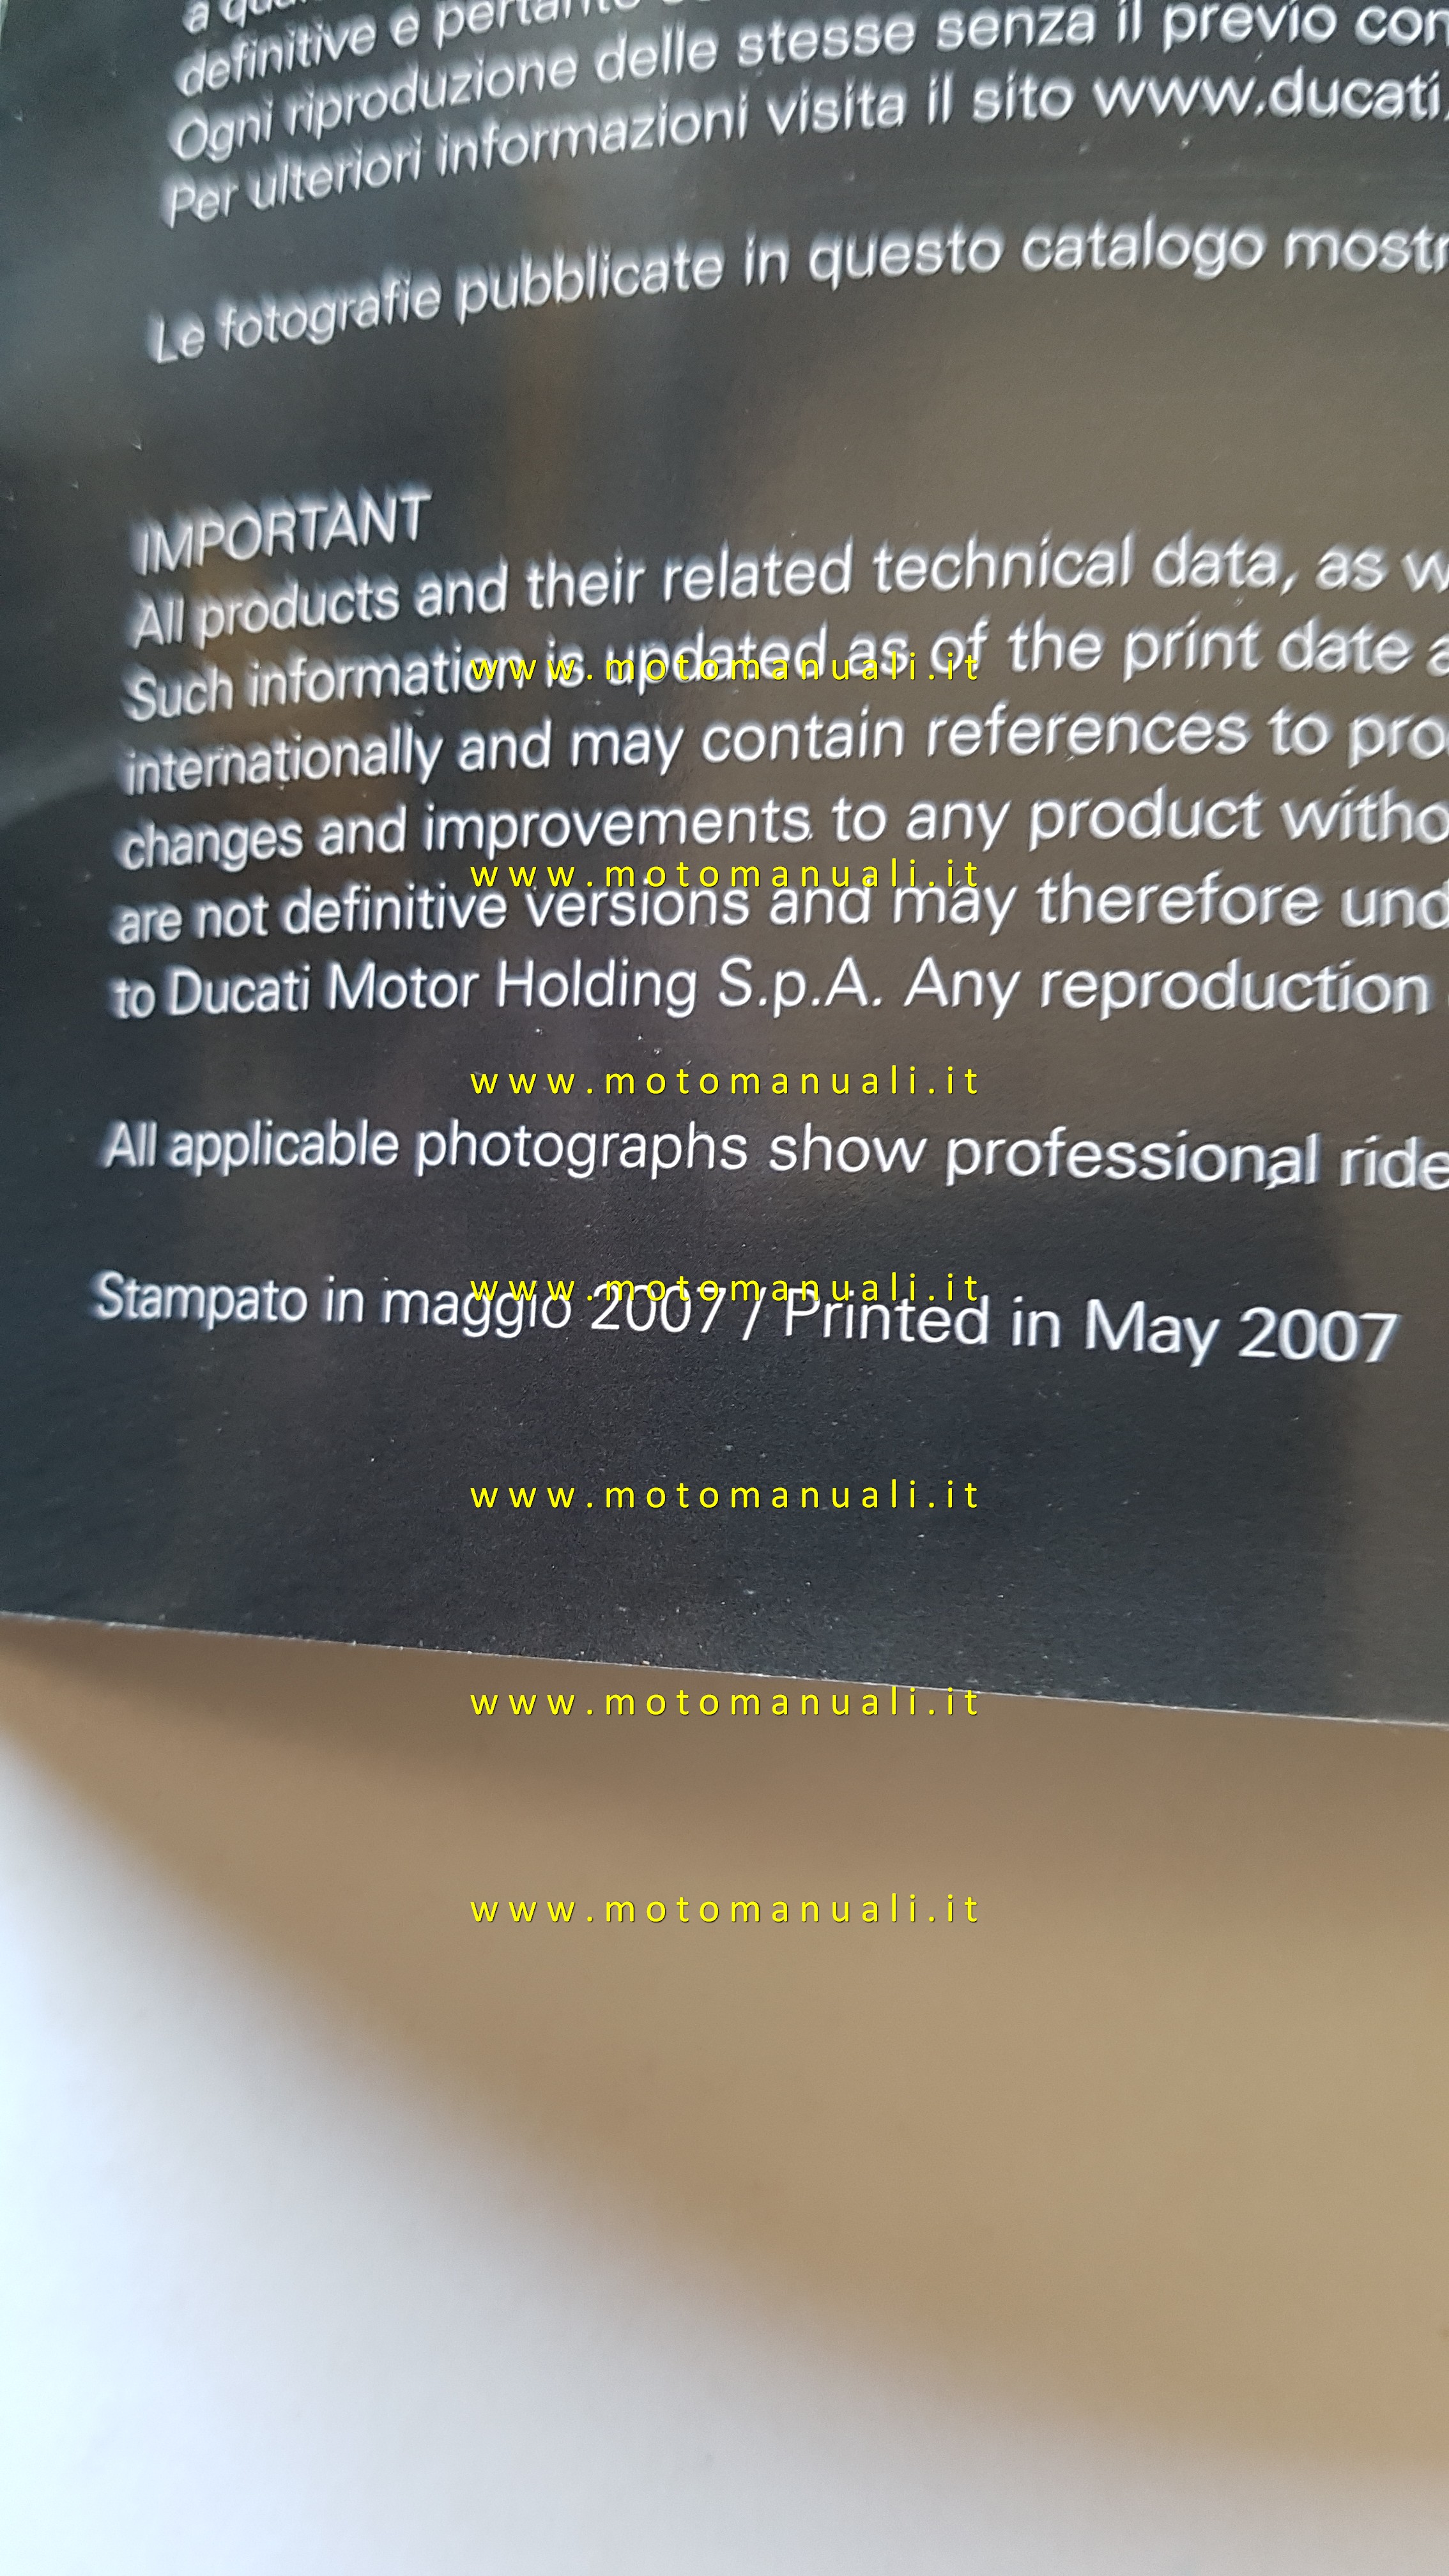 definitive e
Ogni riproduzione delle stesse senza il previo con
Per ulteriori informazioni visita il sito www.ducati.
Le fotografie pubblicate in questo catalogo mostr
IMPORTANT
All products and their related technical data, as w
Such information is updated as of the print date a
www.motomanuali.it
internationally and may contain references to pro
changes and improvements to any product witho
www.motomanuali.it
are not definitive versions and may therefore und
to Ducati Motor Holding S.p.A. Any reproduction
www.motomanuali.it
All applicable photographs show professional ride
www.motomanuali.it
Stampato in maggio 2007 / Printed in May 2007
www.motomanuali.it
www.motomanuali.it
www.motomanuali.it